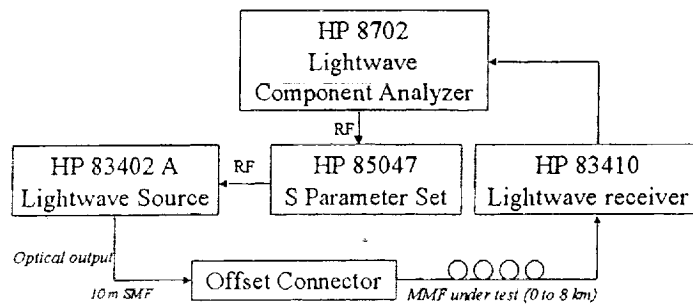 HP 8702
Lightwave
Component Analyzer
RF
HP 83402 A
Lightwave Source
RF
HP 85047
S Parameter Set
HP 83410
Lightwave receiver
Optical output
10m SMF
Offset Connector
MMF under test (0 to 8 km)